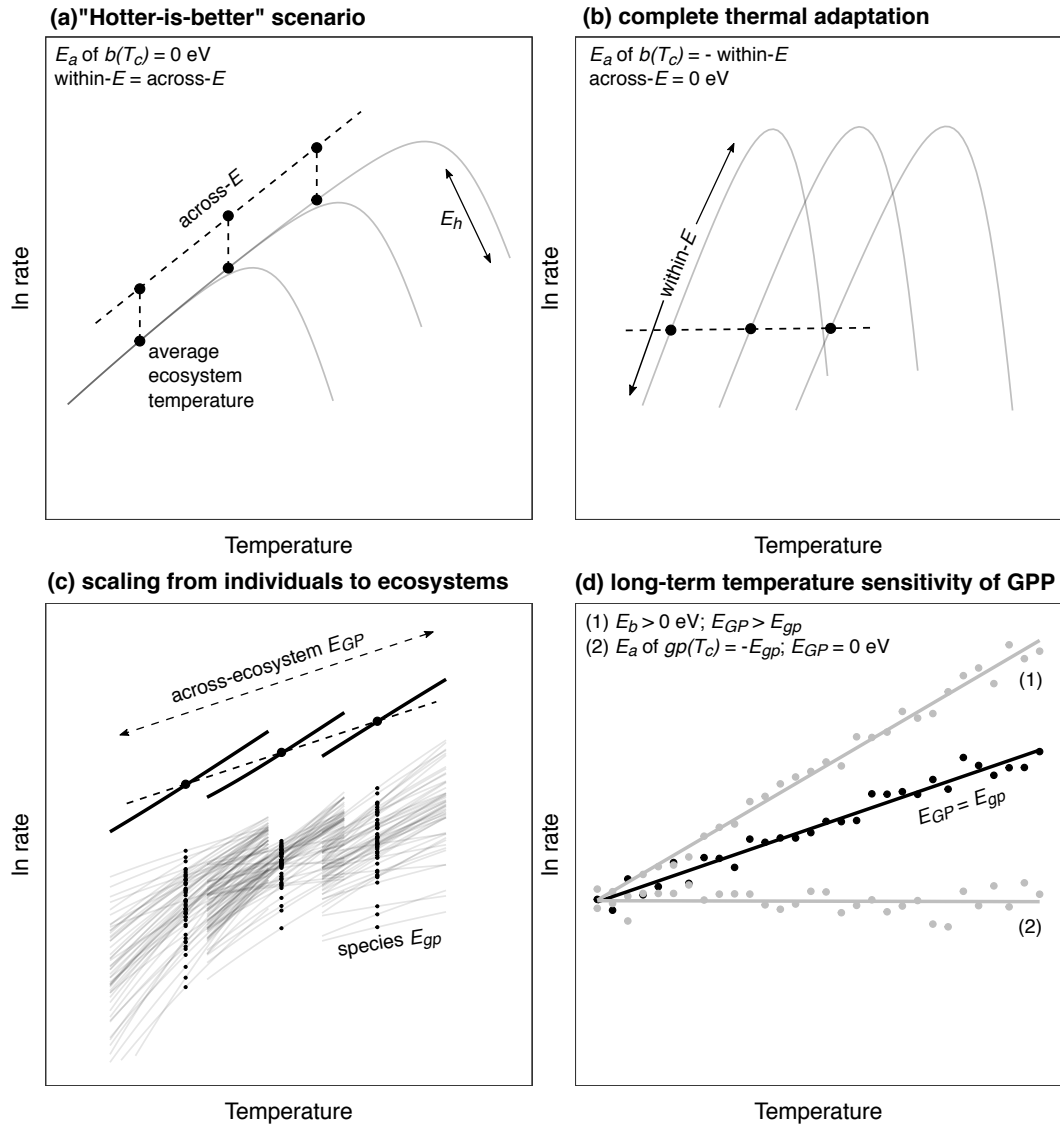 (a)"Hotter-is-better" scenario
Ea of b(Tc) = 0 eV
within-E = across-E
across-E
Eh
average
ecosystem
temperature
ln rate
Temperature
(b) complete thermal adaptation
Ea of b(Tc) = - within-E
across-E = 0 eV
within-E
ln rate
Temperature
(c) scaling from individuals to ecosystems
across-ecosystem EGP
species Egp
ln rate
Temperature
(d) long-term temperature sensitivity of GPP
(1) Eb > 0 eV; EGP > Egp
(2) Ea of gp(Tc) = -Egp; EGP = 0 eV
(1)
EGP = Egp
(2)
ln rate
Temperature